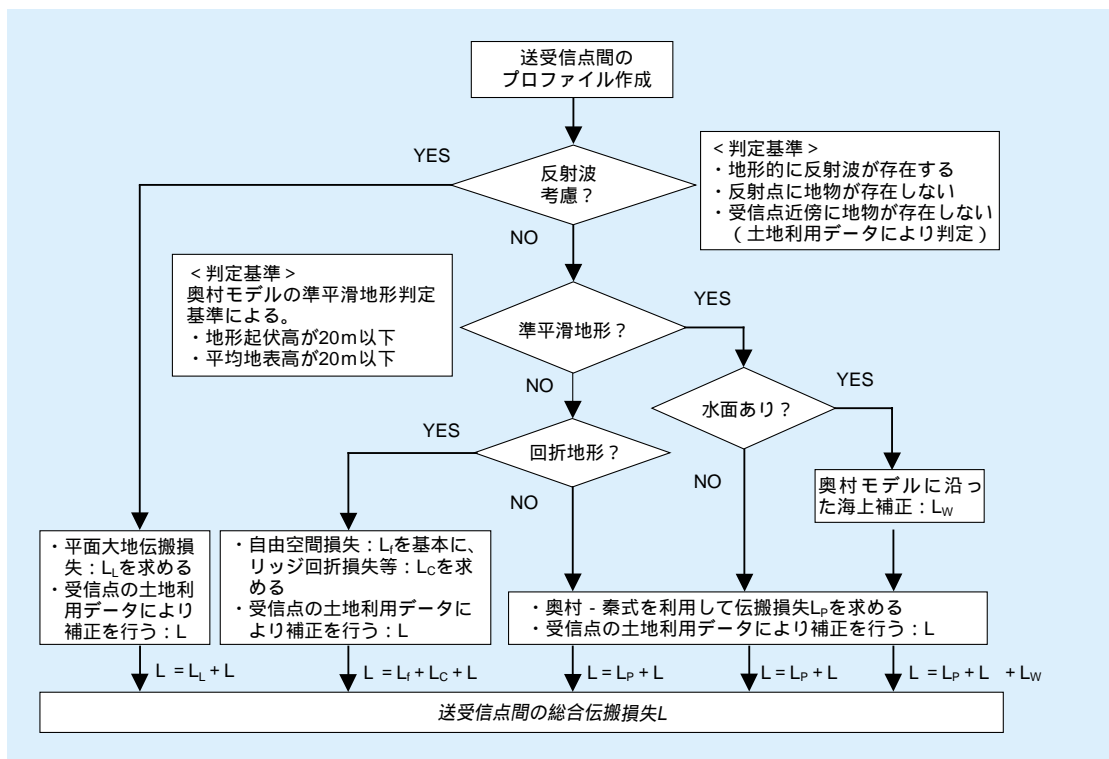 送受信点間の
プロファイル作成
YES
反射波
考慮？
＜判定基準＞
・地形的に反射波が存在する
・反射点に地物が存在しない
・受信点近傍に地物が存在しない
（土地利用データにより判定）
NO
＜判定基準＞
奥村モデルの準平滑地形判定
基準による。
・地形起伏高が20m以下
・平均地表高が20m以下
準平滑地形？
YES
NO
水面あり？
YES
YES
回折地形？
NO
NO
奥村モデルに沿っ
た海上補正：LW
・平面大地伝搬損
失：LLを求める
・受信点の土地利
用データにより
補正を行う：L
・自由空間損失：Lfを基本に、
リッジ回折損失等：LCを求
める
・受信点の土地利用データに
より補正を行う：L
・奥村－秦式を利用して伝搬損失LPを求める
・受信点の土地利用データにより補正を行う：L
L =LL＋L
L =Lf＋LC＋L
L=LP＋L
L=LP＋L
L =LP＋L ＋LW
送受信点間の総合伝搬損失L